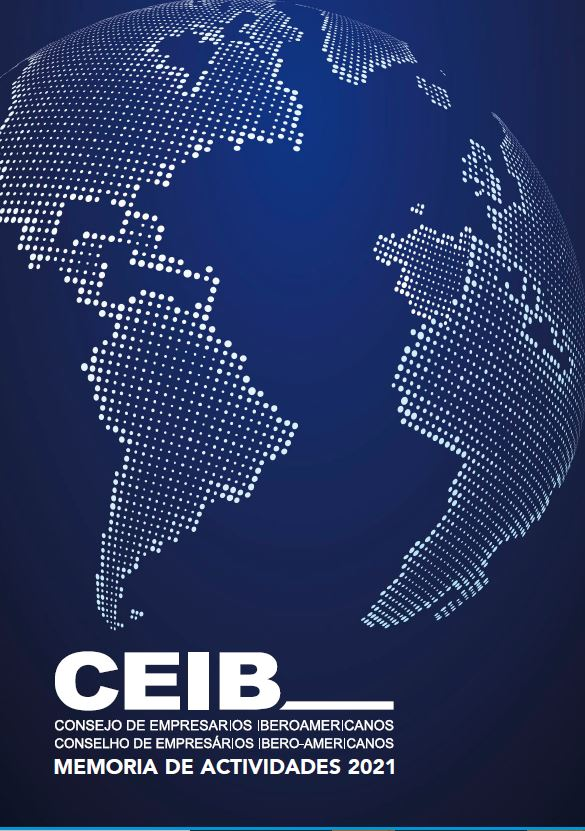 CEIB
CONSEJO DE EMPRESARIOS IBEROAMERICANOS
CONSELHO DE EMPRESÁRIOS IBERO-AMERICANOS
MEMORIA DE ACTIVIDADES 2021